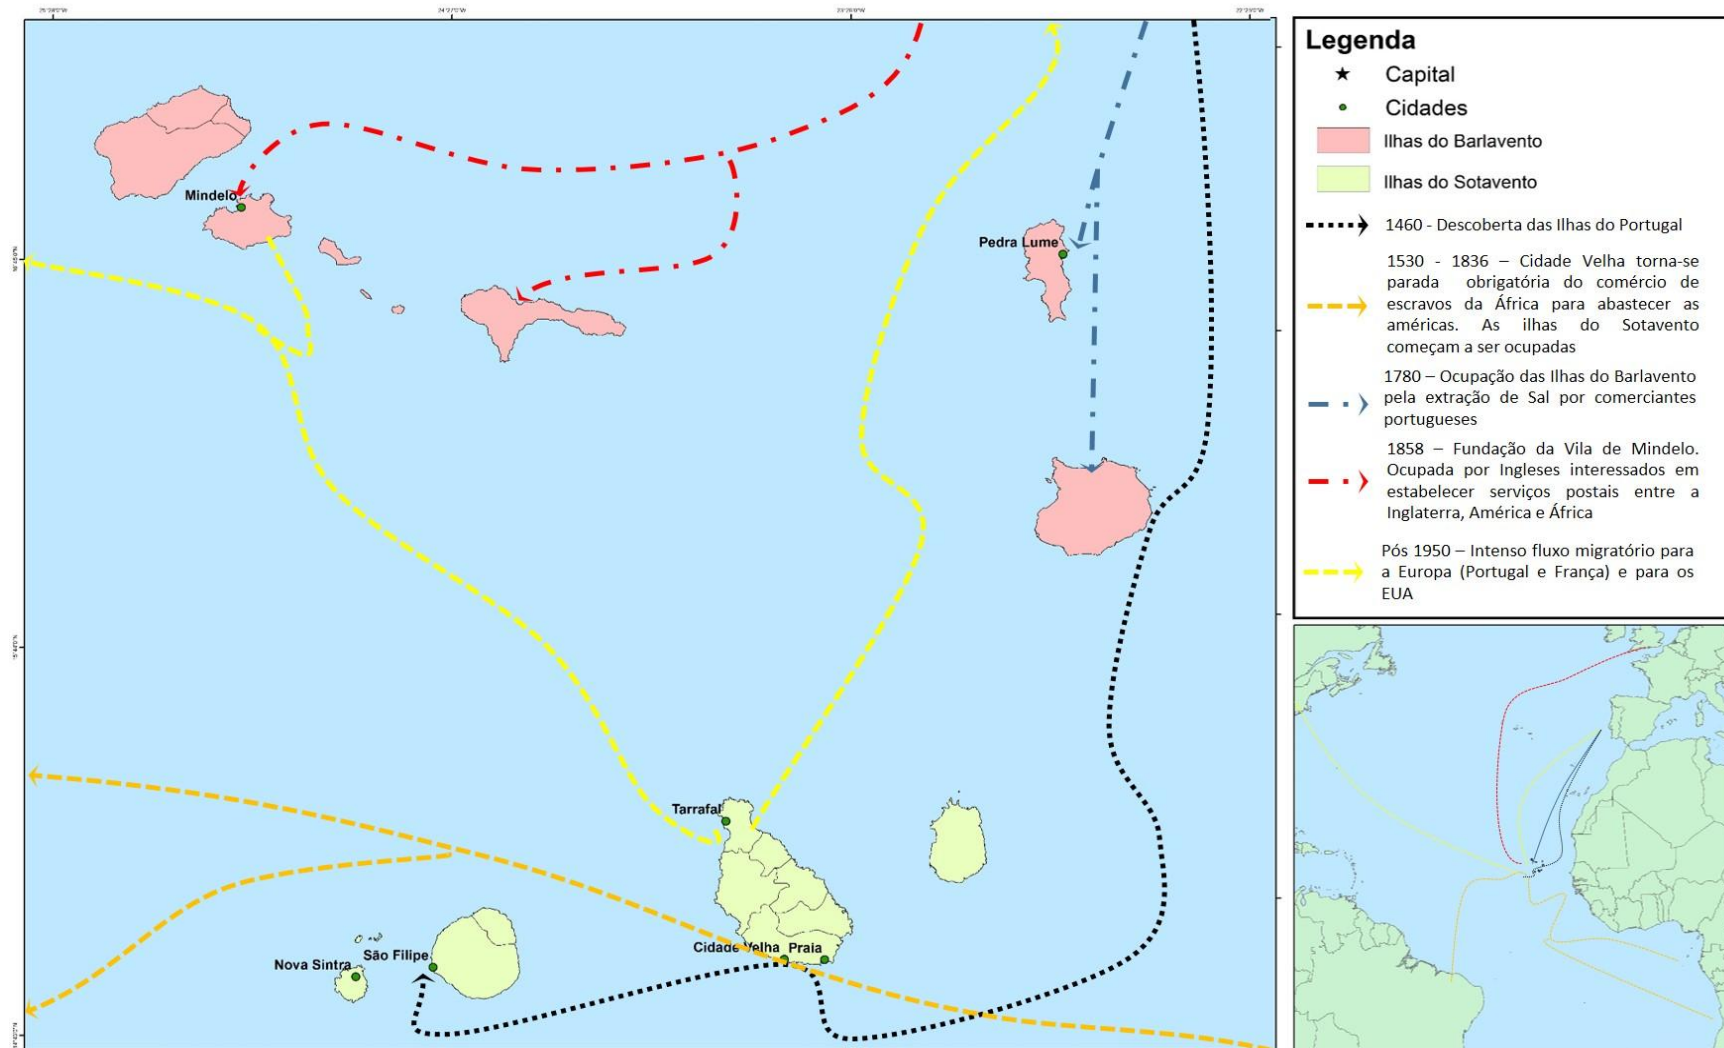 Mindelo
Pedra Lume
Tarrafal
Cidade Velha Praia
São Filipe
Nova Sintra
Legenda
Capital
Cidades
Ilhas do Barlavento
Ilhas do Sotavento
1460 - Descoberta das Ilhas do Portugal
1530 - 1836 – Cidade Velha torna-se
parada obrigatória do comércio de
escravos da África para abastecer as
américas. As ilhas do Sotavento
começam a ser ocupadas
1780 – Ocupação das Ilhas do Barlavento
pela extração de Sal por comerciantes
portugueses
1858 – Fundação da Vila de Mindelo.
Ocupada por Ingleses interessados em
estabelecer serviços postais entre a
Inglaterra, América e África
Pós 1950 – Intenso fluxo migratório para
a Europa (Portugal e França) e para os
EUA